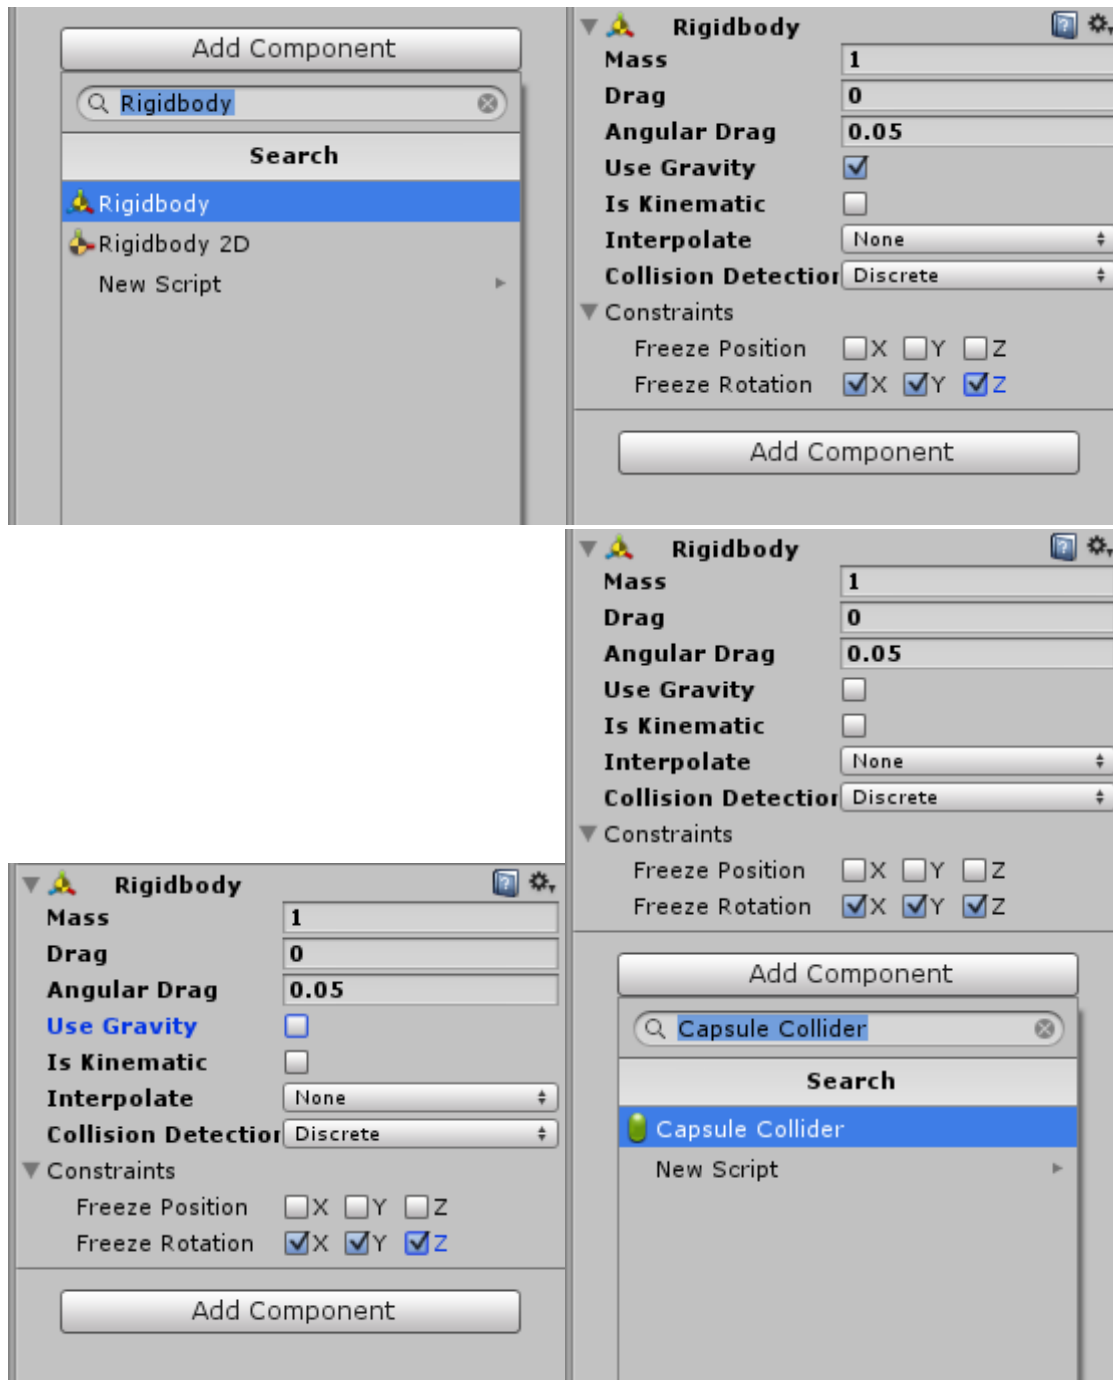 Add Component
Rigidbody
Search
Rigidbody
Rigidbody 2D
New Script
Rigidbody
Mass 1
Drag 0
Angular Drag 0.05
Use Gravity
Is Kinematic
Interpolate None
Collision Detection Discrete
Constraints
Freeze Position X Y Z
Freeze Rotation X Y Z
Add Component
Rigidbody
Mass 1
Drag 0
Angular Drag 0.05
Use Gravity
Is Kinematic
Interpolate None
Collision Detection Discrete
Constraints
Freeze Position X Y Z
Freeze Rotation X Y Z
Add Component
Rigidbody
Mass 1
Drag 0
Angular Drag 0.05
Use Gravity
Is Kinematic
Interpolate None
Collision Detection Discrete
Constraints
Freeze Position X Y Z
Freeze Rotation X Y Z
Add Component
Capsule Collider
Search
Capsule Collider
New Script